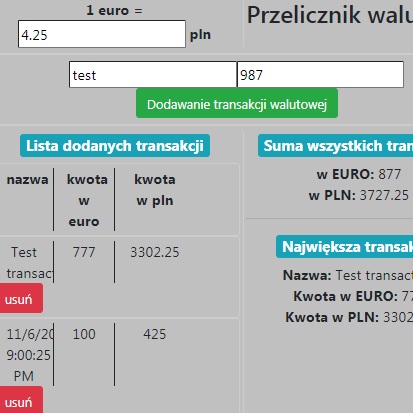 1 euro =
4.25 pln
Przelicznik walu
test 987
Dodawanie transakcji walutowej
Lista dodanych transakcji
nazwa kwota w euro kwota w pln
Test transac 777 3302.25
usuń
11/6/20 9:00:25 PM 100 425
usuń
Suma wszystkich tran
w EURO: 877
w PLN: 3727.25
Największa transak
Nazwa: Test transact
Kwota w EURO: 77
Kwota w PLN: 3302